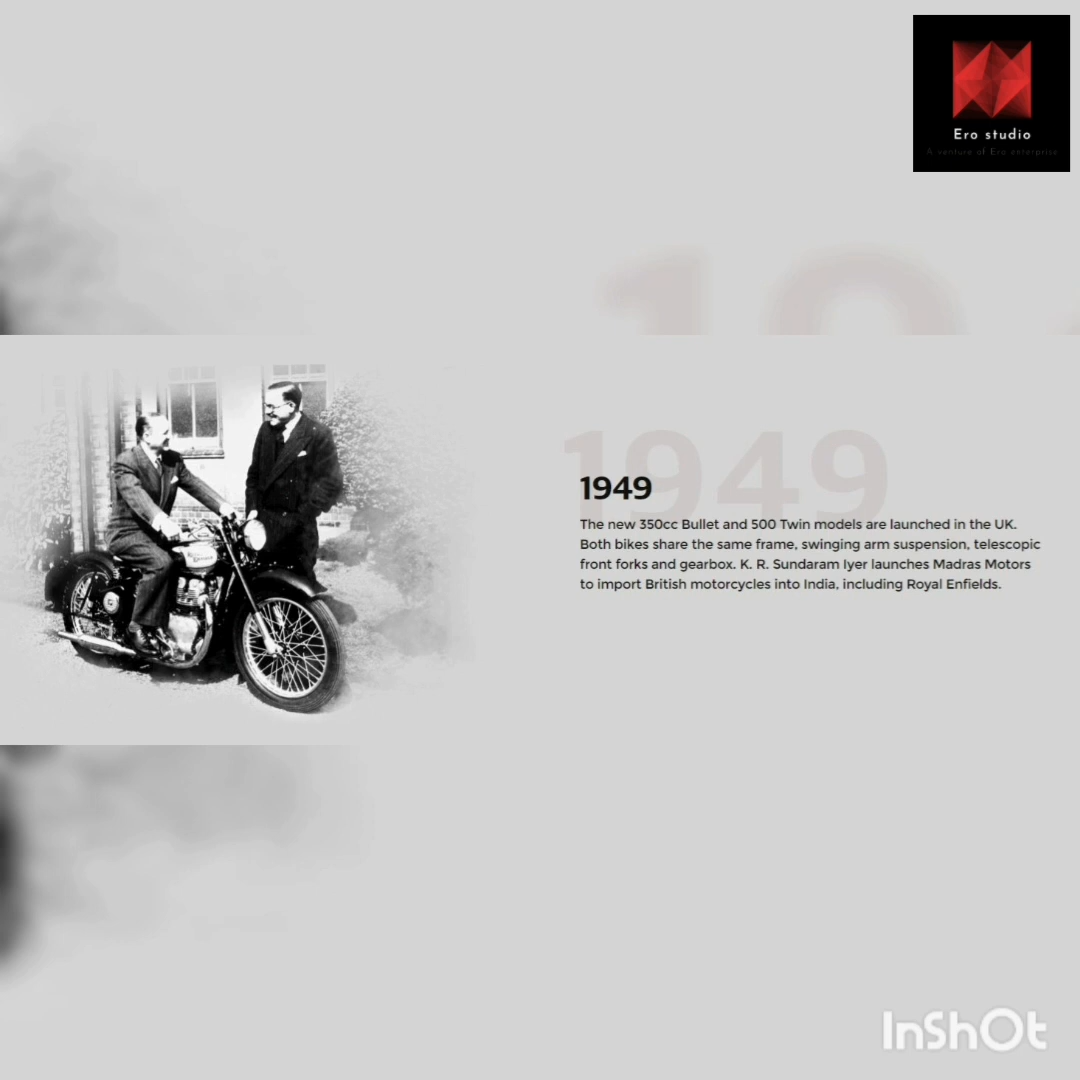 Ero studio
A venture of Ero enterprise
1949
1949
The new 350cc Bullet and 500 Twin models are launched in the UK.
Both bikes share the same frame, swinging arm suspension, telescopic
front forks and gearbox. K. R. Sundaram Iyer launches Madras Motors
to import British motorcycles into India, including Royal Enfields.
InShOt